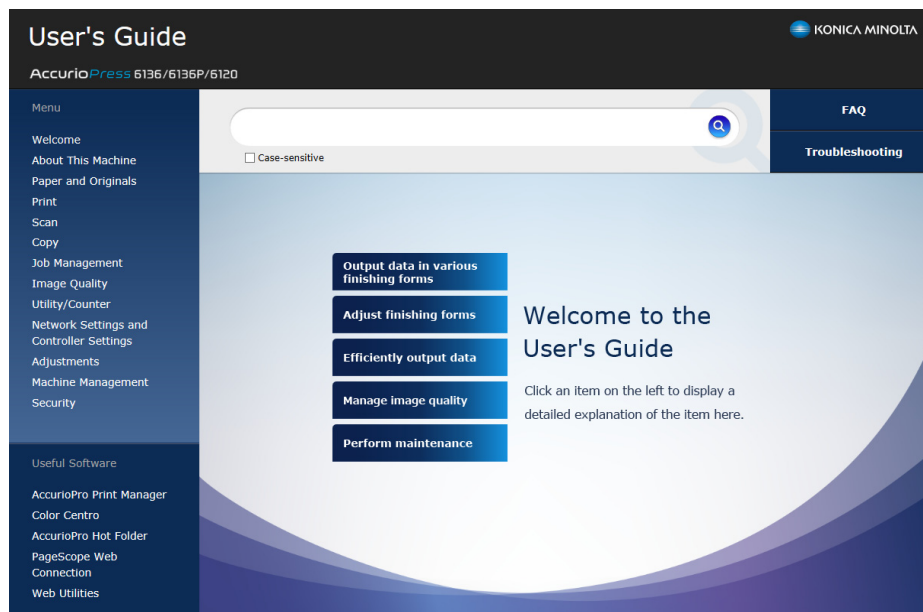 User's Guide
KONICA MINOLTA
AccurioPress 6136/6136P/6120
Menu
Welcome
About This Machine
Paper and Originals
Print
Scan
Copy
Job Management
Image Quality
Utility/Counter
Network Settings and
Controller Settings
Adjustments
Machine Management
Security
Useful Software
AccurioPro Print Manager
Color Centro
AccurioPro Hot Folder
PageScope Web
Connection
Web Utilities
Case-sensitive
FAQ
Troubleshooting
Output data in various
finishing forms
Adjust finishing forms
Efficiently output data
Manage image quality
Perform maintenance
Welcome to the
User's Guide
Click an item on the left to display a
detailed explanation of the item here.